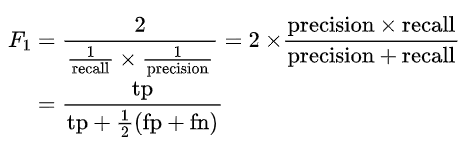 F₁ = 2 / (1/recall × 1/precision) = 2 × (precision × recall) / (precision + recall)
= tp / (tp + ½(fp + fn))